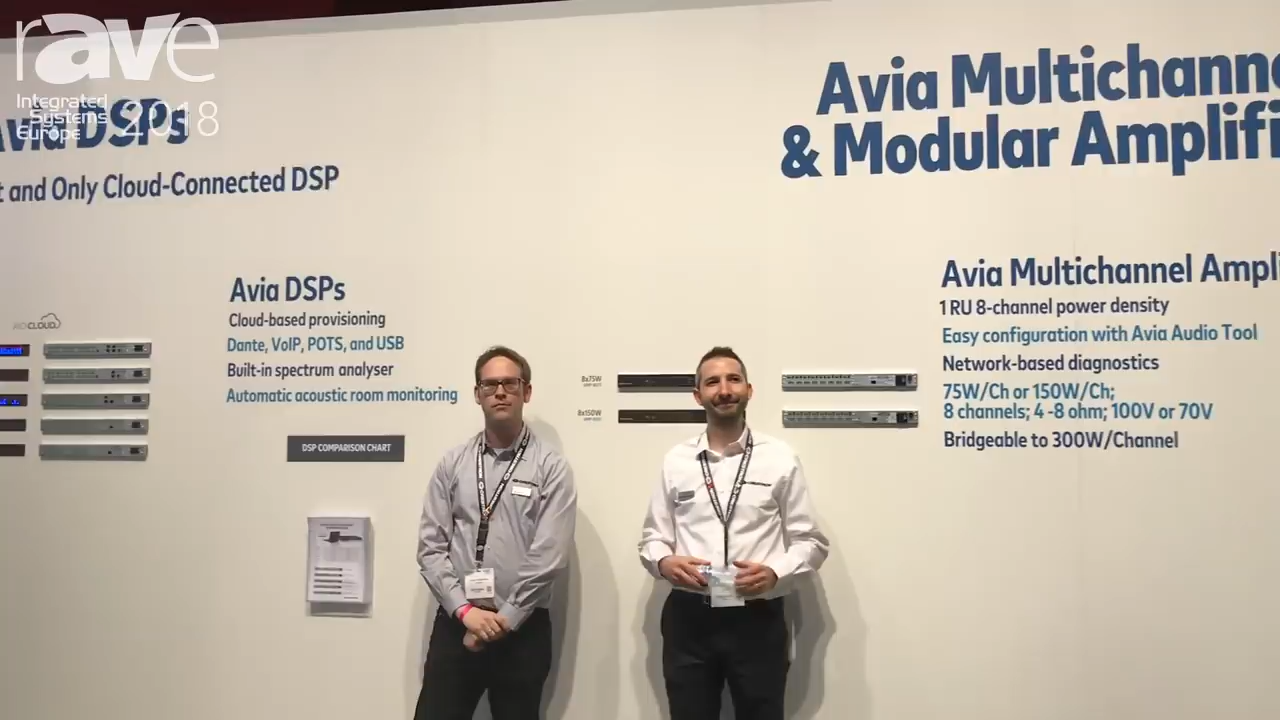 rAVe
Integrated
Systems
Europe 2018
Avia DSPs
and Only Cloud-Connected DSP
Avia DSPs
Cloud-based provisioning
Dante, VoIP, POTS, and USB
Built-in spectrum analyser
Automatic acoustic room monitoring
DSP COMPARISON CHART
Avia Multichanne
& Modular Amplifi
8x75W
8x150W
Avia Multichannel Ampli
1 RU 8-channel power density
Easy configuration with Avia Audio Tool
Network-based diagnostics
75W/Ch or 150W/Ch;
8 channels; 4 -8 ohm; 100V or 70V
Bridgeable to 300W/Channel